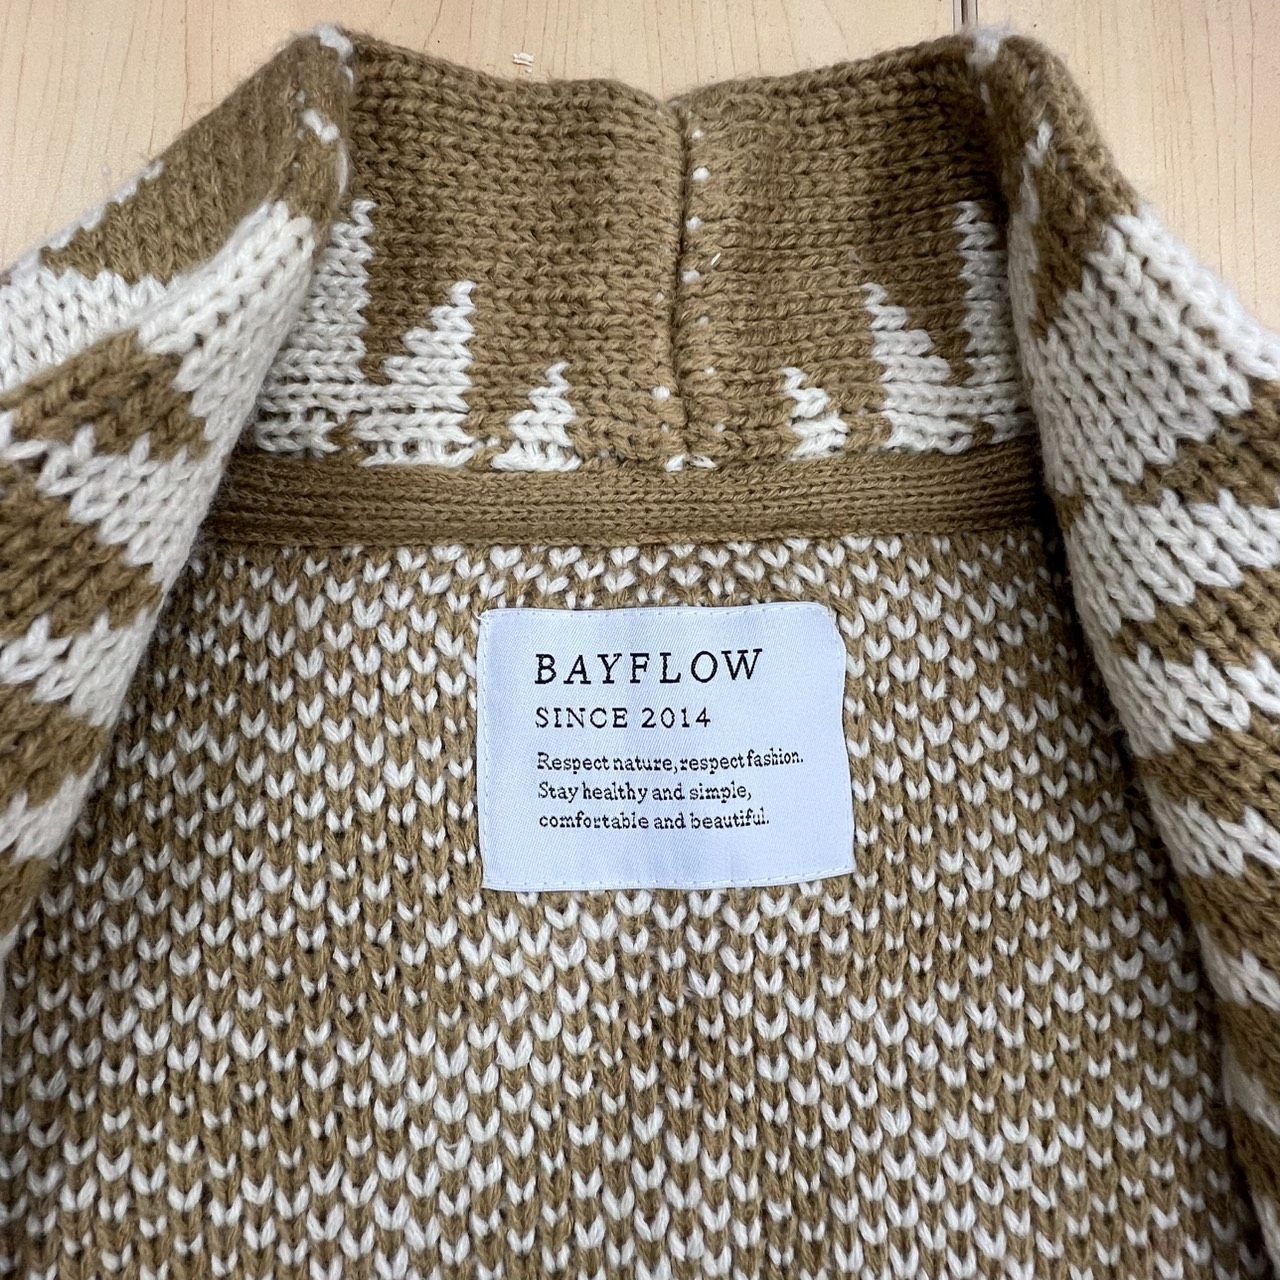 BAYFLOW
SINCE 2014
Respect nature, respect fashion.
Stay healthy and simple,
comfortable and beautiful.